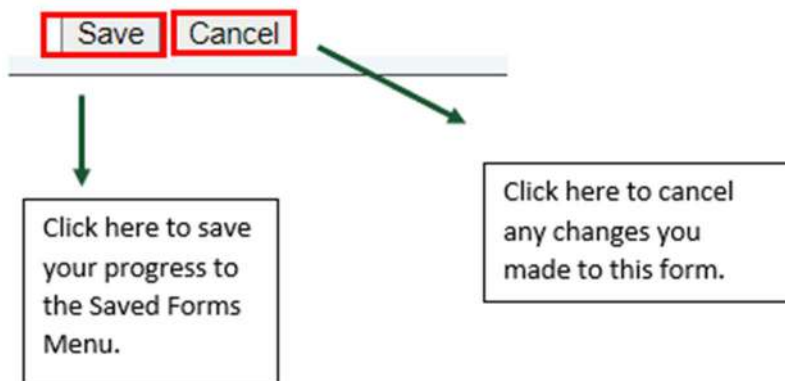 Save Cancel
Click here to save
your progress to
the Saved Forms
Menu.
Click here to cancel
any changes you
made to this form.